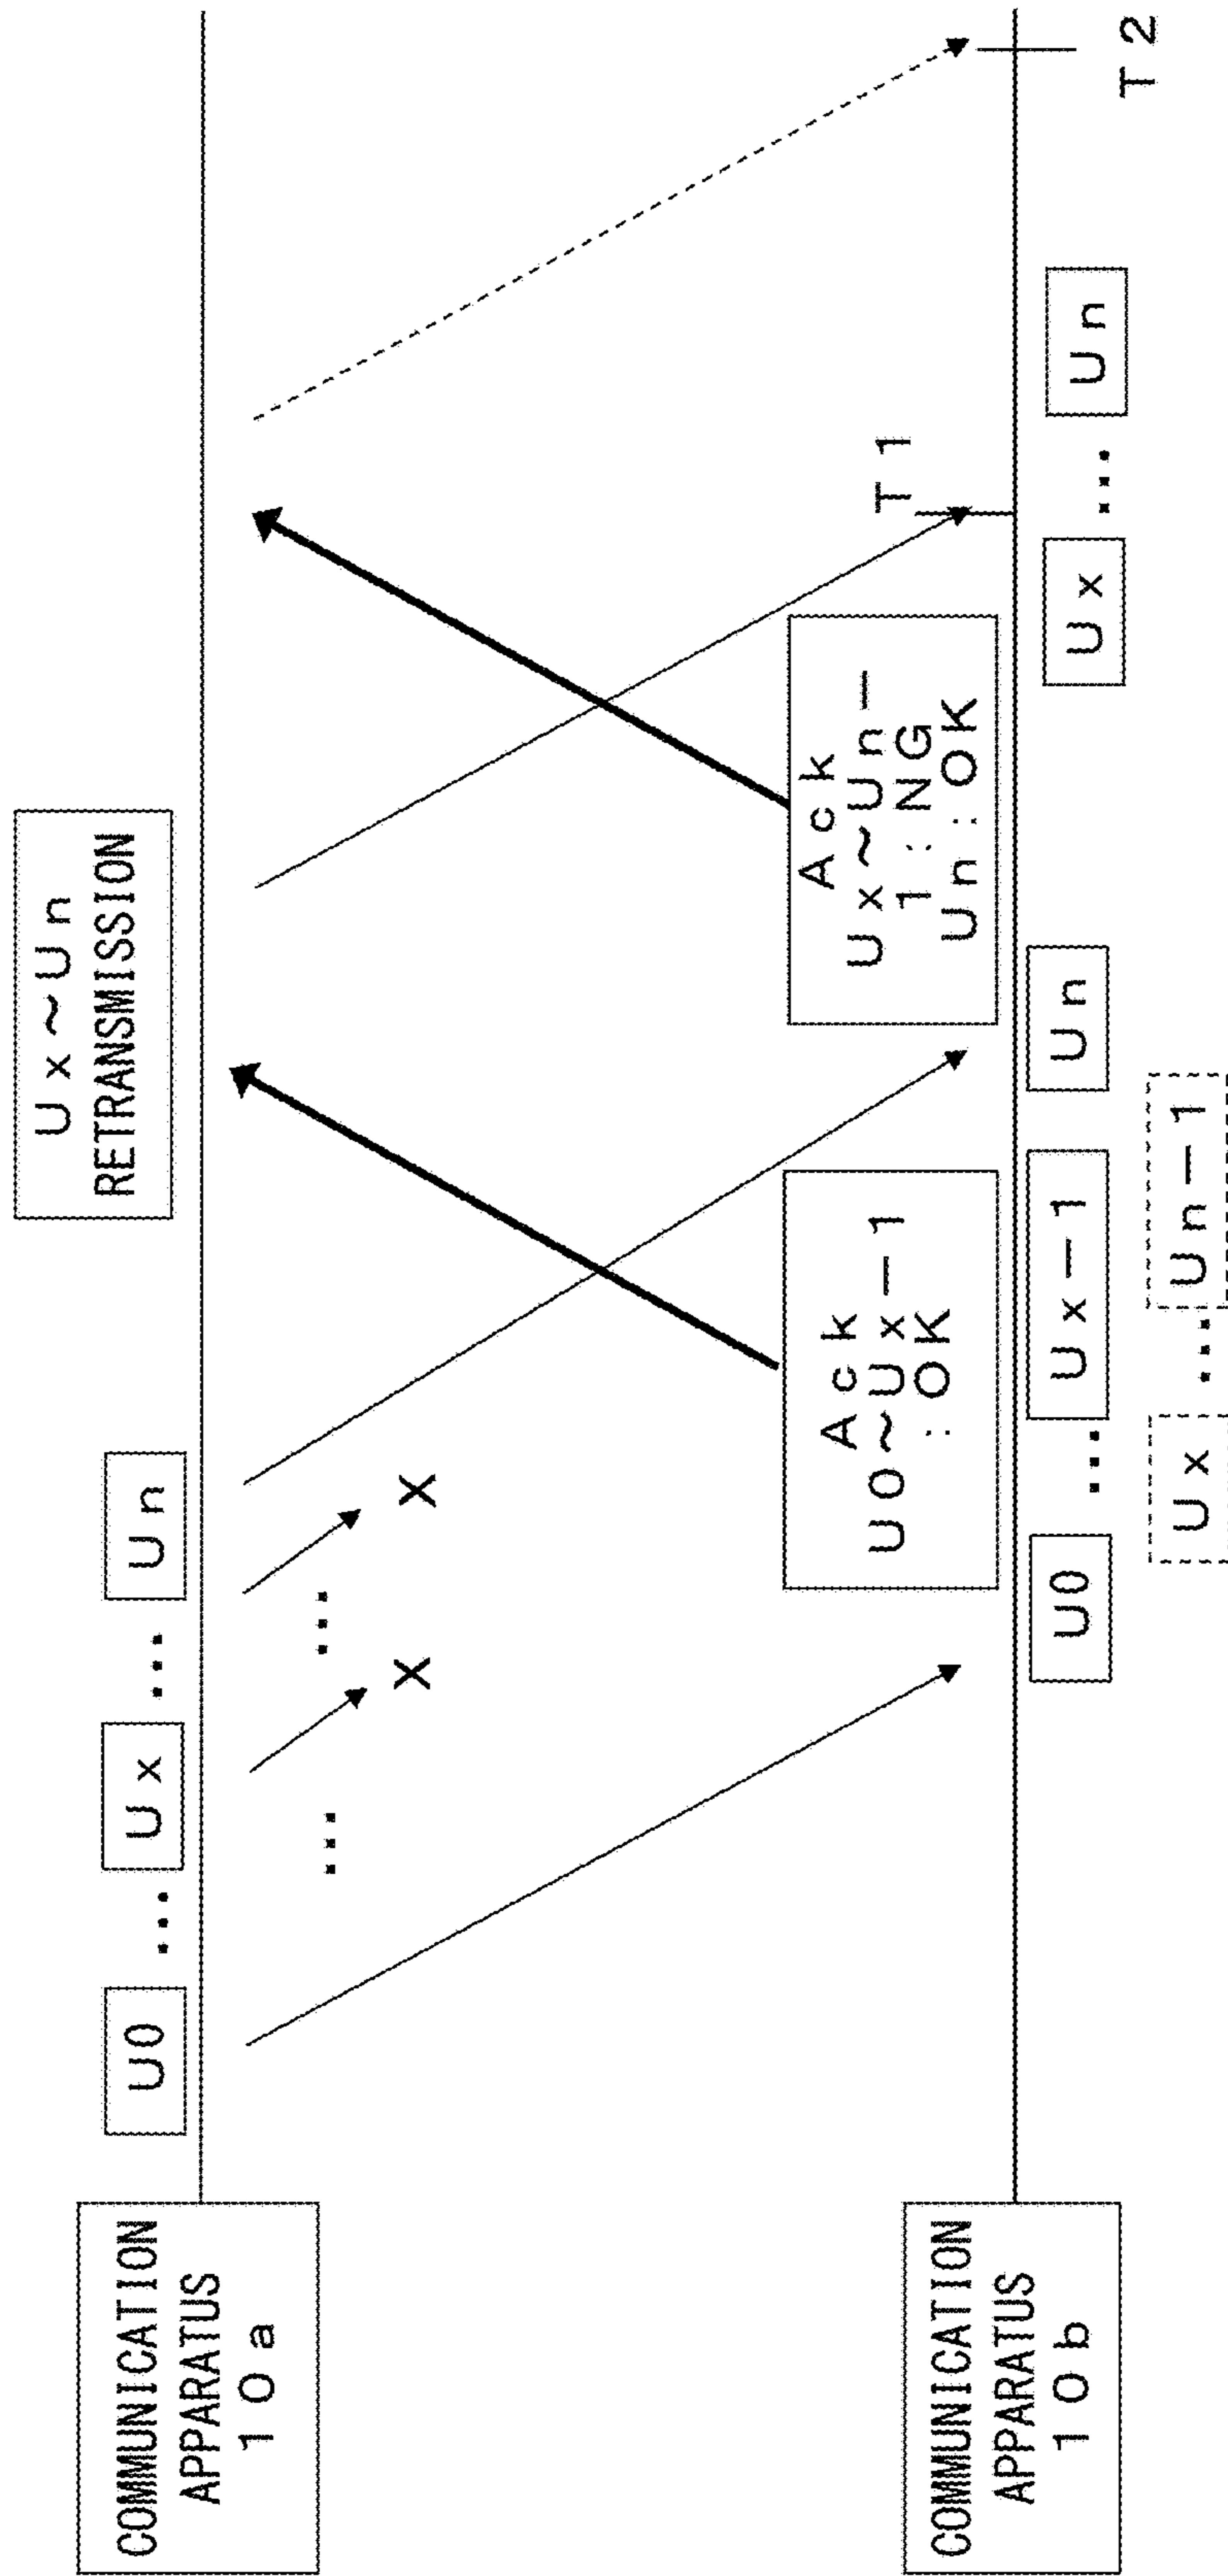 COMMUNICATION
APPARATUS
10a
U0
...
Ux
...
Un
Ux~Un
RETRANSMISSION
...
X
...
X
T1
Ack
U0~Ux-1
:OK
Ack
Ux~Un-
1:NG
Un:OK
COMMUNICATION
APPARATUS
10b
U0
...
Ux-1
Un
Ux
...
Un
T2
Ux
...
Un-1